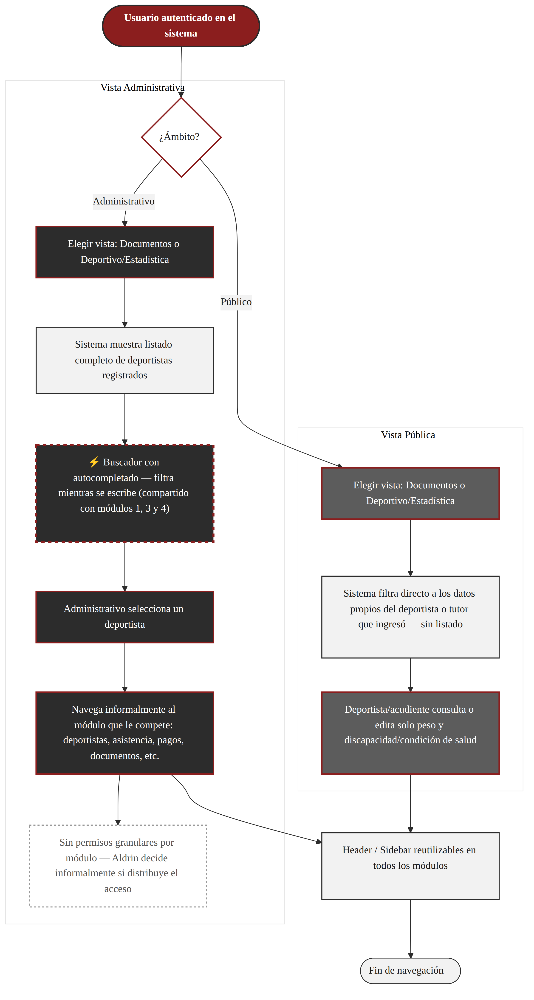 Usuario autenticado en el
sistema
Vista Administrativa
¿Ámbito?
Administrativo
Elegir vista: Documentos o
Deportivo/Estadística
Público
Sistema muestra listado
completo de deportistas
registrados
⚡ Buscador con
autocompletado — filtra
mientras se escribe (compartido
con módulos 1, 3 y 4)
Administrativo selecciona un
deportista
Navega informalmente al
módulo que le compete:
deportistas, asistencia, pagos,
documentos, etc.
Sin permisos granulares por
módulo — Aldrin decide
informalmente si distribuye el
acceso
Vista Pública
Elegir vista: Documentos o
Deportivo/Estadística
Sistema filtra directo a los datos
propios del deportista o tutor
que ingresó — sin listado
Deportista/acudiente consulta o
edita solo peso y
discapacidad/condición de salud
Header / Sidebar reutilizables en
todos los módulos
Fin de navegación